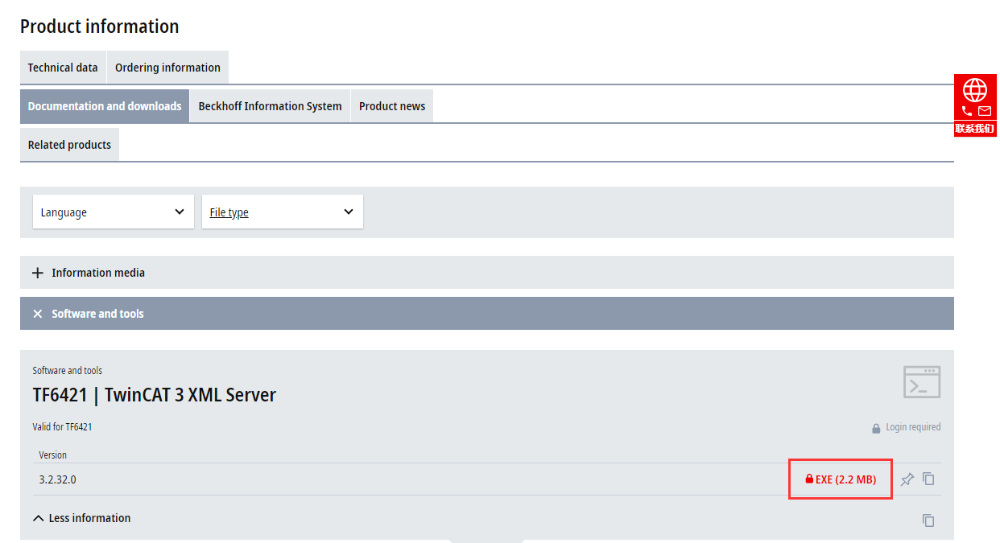 Product information
Technical data
Ordering information
Documentation and downloads
Beckhoff Information System
Product news
联系我们
Related products
Language
File type
Information media
Software and tools
Software and tools
TF6421 | TwinCAT 3 XML Server
Valid for TF6421
Login required
Version
3.2.32.0
EXE (2.2 MB)
Less information